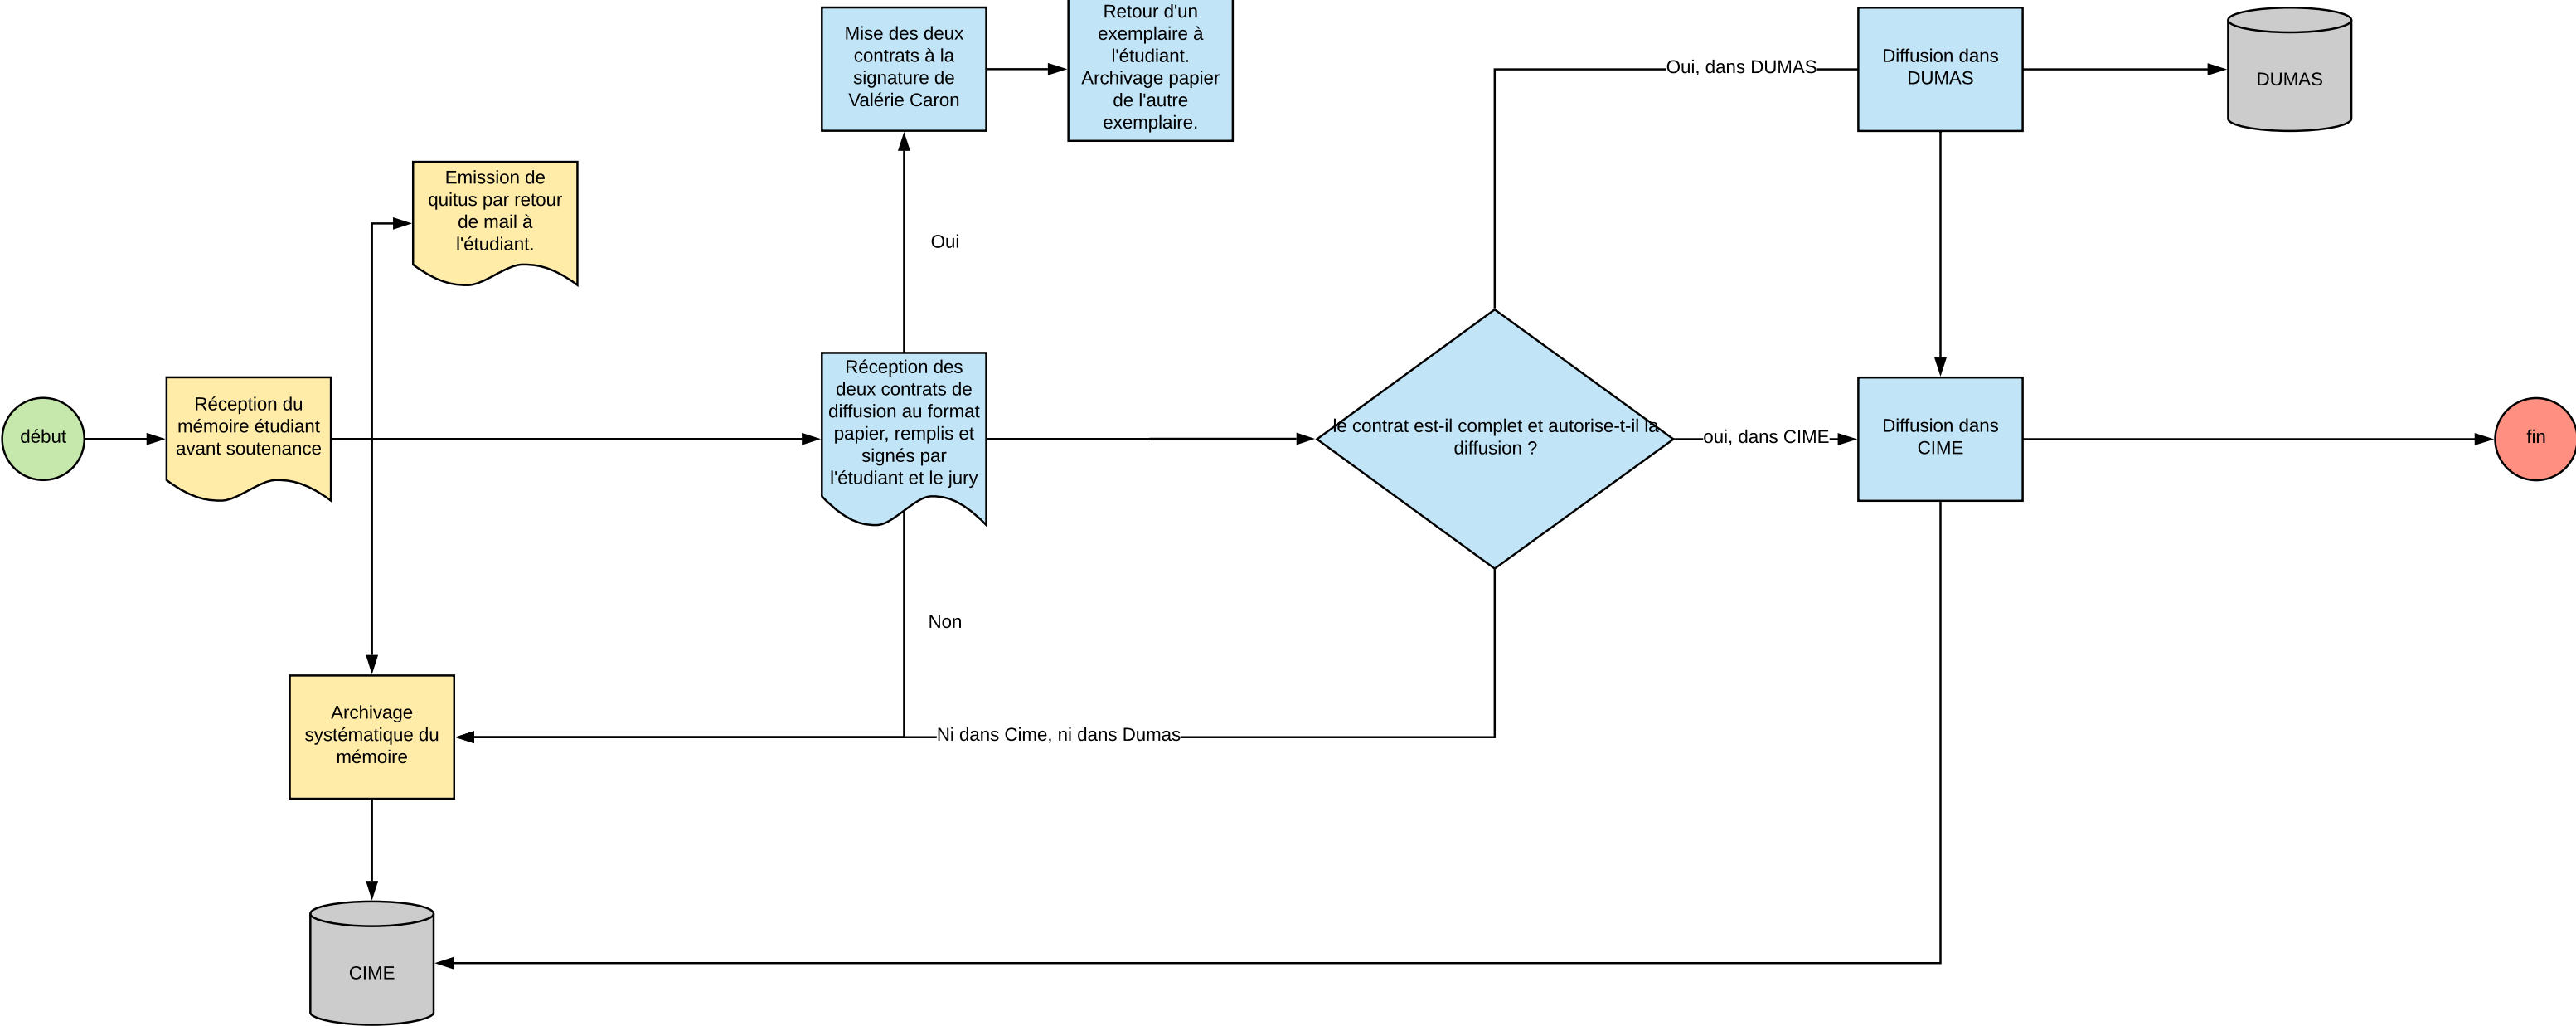 Mise des deux
contrats à la
signature de
Valérie Caron
Retour d'un
exemplaire à
l'étudiant.
Archivage papier
de l'autre
exemplaire.
Oui, dans DUMAS
Diffusion dans
DUMAS
DUMAS
Emission de
quitus par retour
de mail à
l'étudiant.
Oui
début
Réception du
mémoire étudiant
avant soutenance
Réception des
deux contrats de
diffusion au format
papier, remplis et
signés par
l'étudiant et le jury
le contrat est-il complet et autorise-t-il la
diffusion ?
oui, dans CIME
Diffusion dans
CIME
fin
Non
Archivage
systématique du
mémoire
Ni dans Cime, ni dans Dumas
CIME